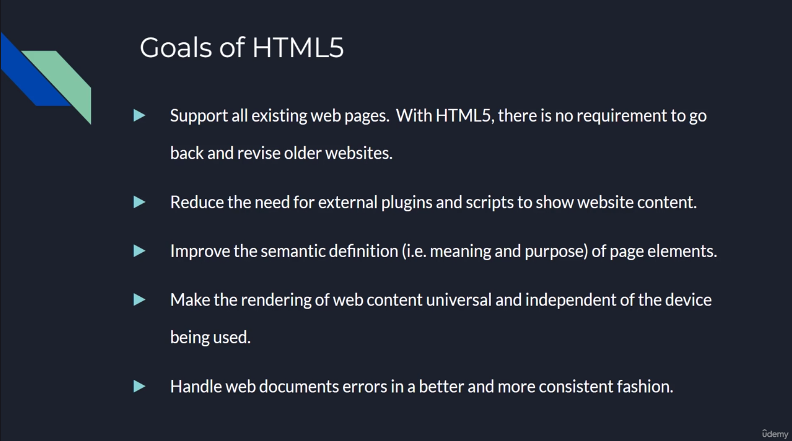 Goals of HTML5
Support all existing web pages.  With HTML5, there is no requirement to go
back and revise older websites.
Reduce the need for external plugins and scripts to show website content.
Improve the semantic definition (i.e. meaning and purpose) of page elements.
Make the rendering of web content universal and independent of the device
being used.
Handle web documents errors in a better and more consistent fashion.
ûdemy